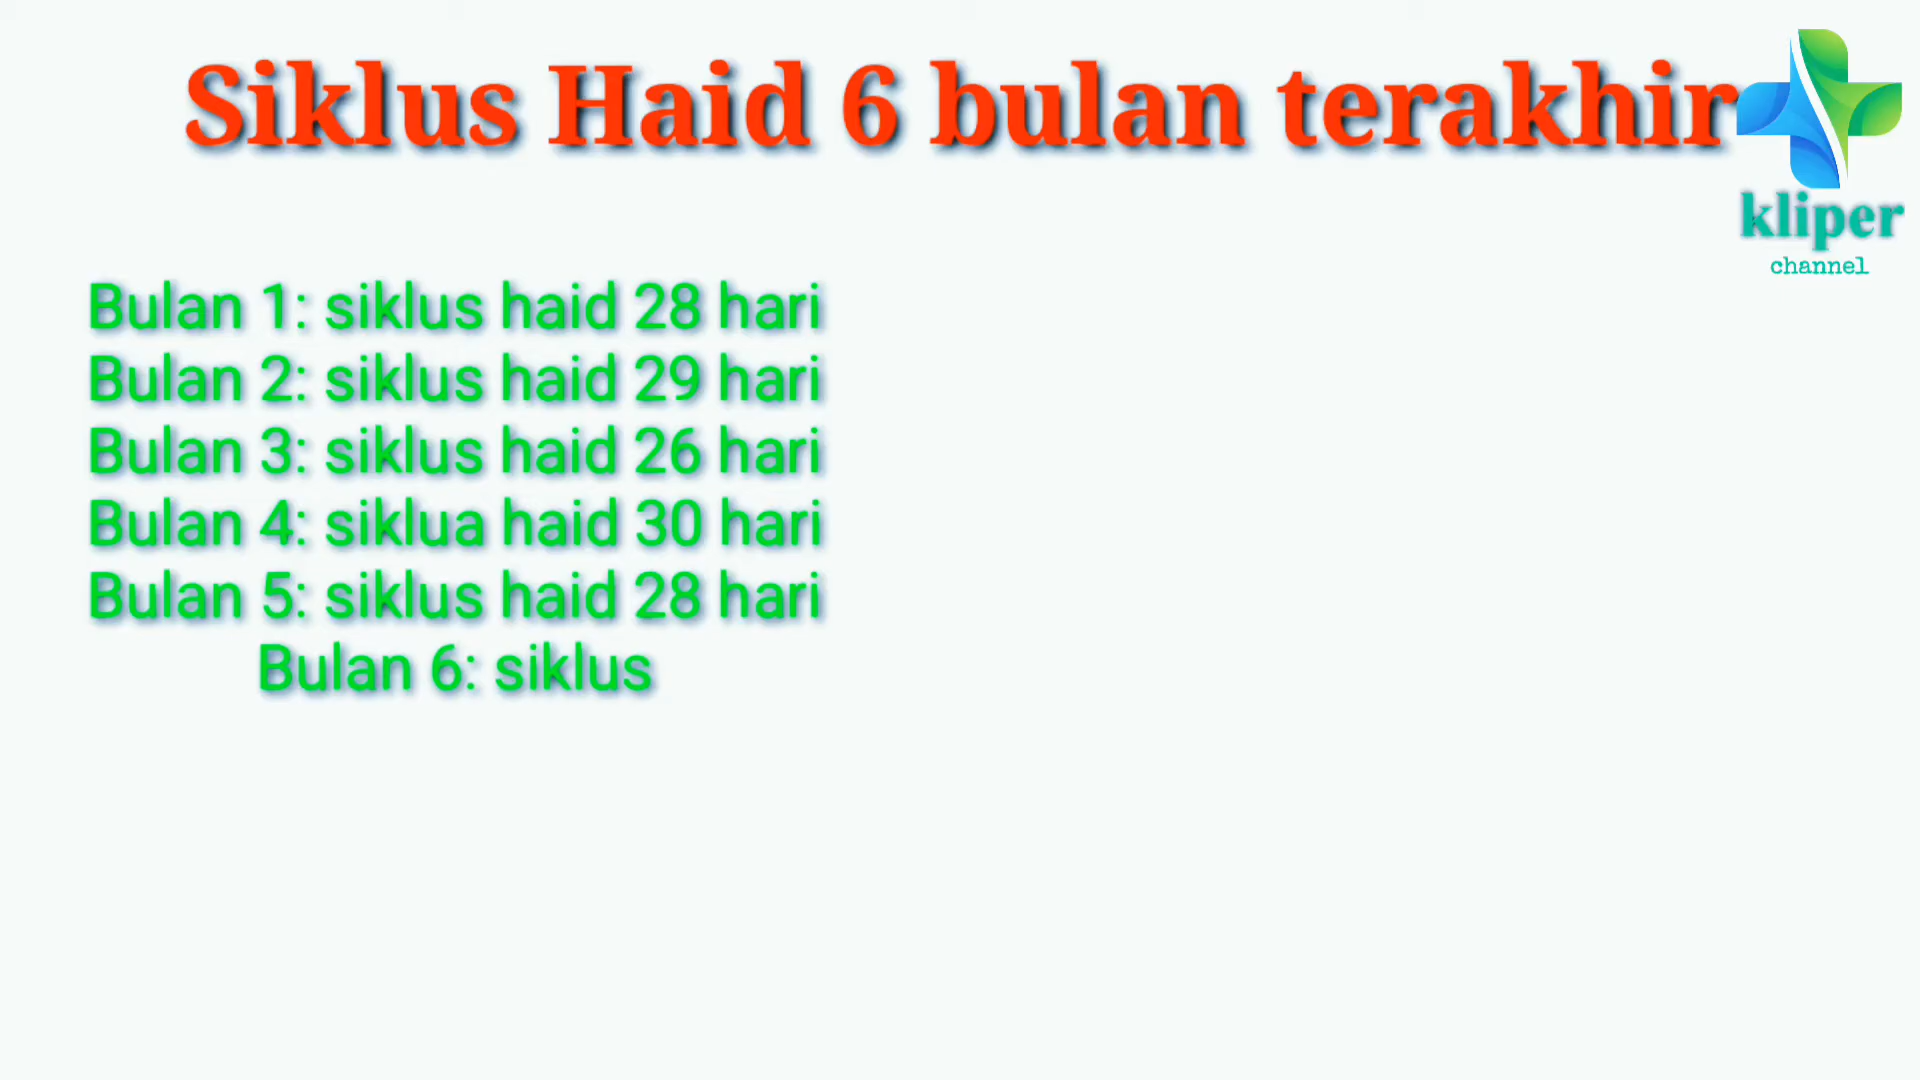 Siklus Haid 6 bulan terakhir
kliper
channel
Bulan 1: siklus haid 28 hari
Bulan 2: siklus haid 29 hari
Bulan 3: siklus haid 26 hari
Bulan 4: siklua haid 30 hari
Bulan 5: siklus haid 28 hari
Bulan 6: siklus